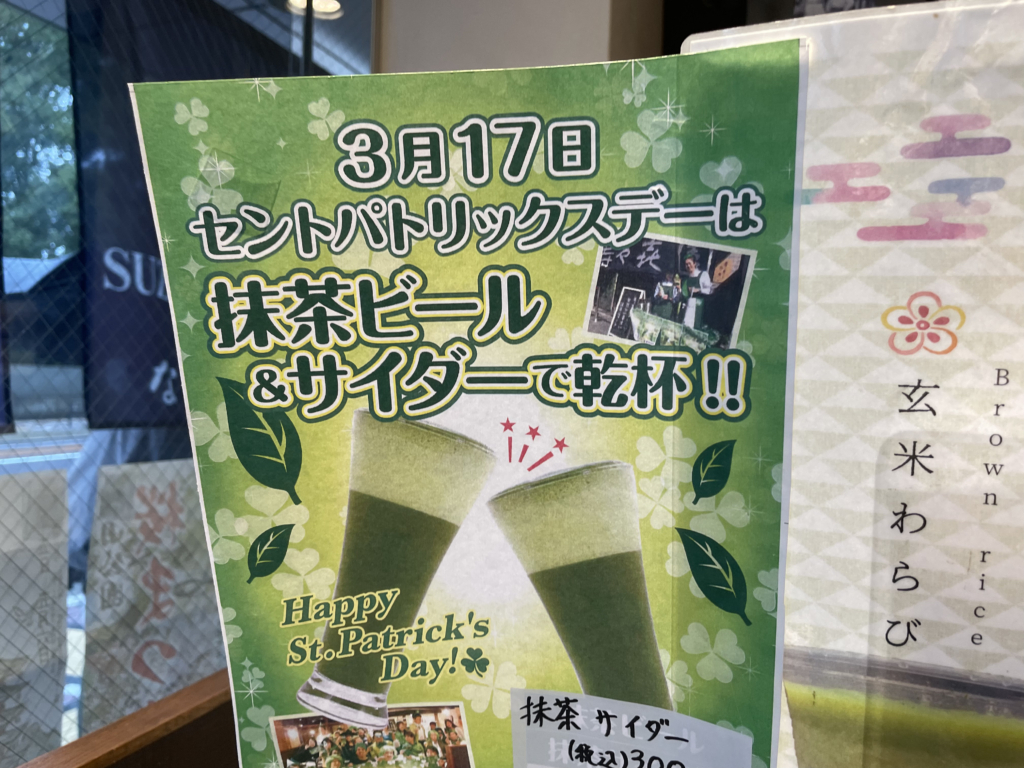 3月17日
セントパトリックスデーは
抹茶ビール
&サイダーで乾杯!!
Happy
St. Patrick's
Day!
抹茶 サイダー
(税込)300
玄米わらび
Brown rice
SU
な